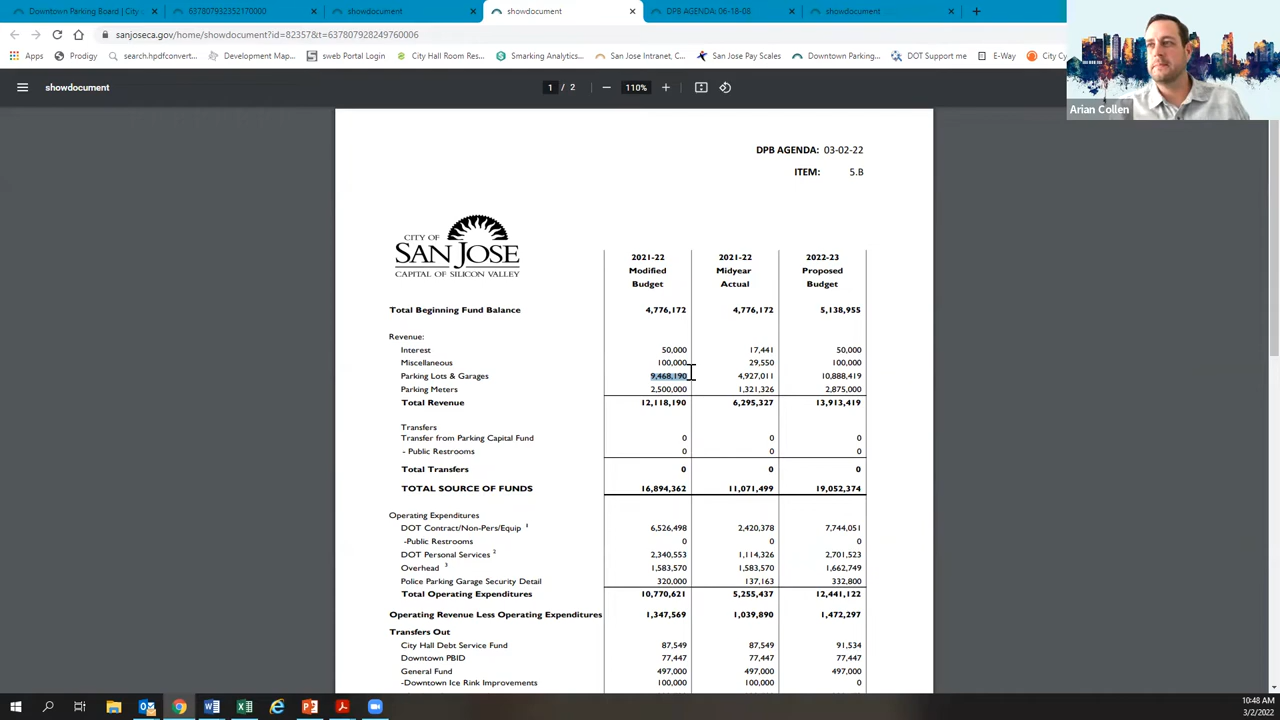 Downtown Parking Board | City
637807932352170000
showdocument
showdocument
DPB AGENDA: 06-18-08
showdocument
sanjoseca.gov/home/showdocument?id=82357&t=637807928249760006
Apps
Prodigy
search.hpdfconvert...
Development Map...
sweb Portal Login
City Hall Room Res...
Smarking Analytics...
San Jose Intranet, C...
San Jose Pay Scales
Downtown Parking...
DOT Support me
E-Way
City Cy
showdocument
1 / 2
110%
Arian Collen
DPB AGENDA: 03-02-22
ITEM: 5.B
CITY OF
SAN JOSE
CAPITAL OF SILICON VALLEY
2021-22 2021-22 2022-23
Modified Midyear Proposed
Budget Actual Budget
Total Beginning Fund Balance 4,776,172 4,776,172 5,138,955
Revenue:
Interest 50,000 17,441 50,000
Miscellaneous 100,000 29,550 100,000
Parking Lots & Garages 9,468,190 4,927,011 10,888,419
Parking Meters 2,500,000 1,321,326 2,875,000
Total Revenue 12,118,190 6,295,327 13,913,419
Transfers
Transfer from Parking Capital Fund 0 0 0
- Public Restrooms 0 0 0
Total Transfers 0 0 0
TOTAL SOURCE OF FUNDS 16,894,362 11,071,499 19,052,374
Operating Expenditures
DOT Contract/Non-Pers/Equip 1 6,526,498 2,420,378 7,744,051
-Public Restrooms 0 0 0
DOT Personal Services 2 2,340,553 1,114,326 2,701,523
Overhead 3 1,583,570 1,583,570 1,662,749
Police Parking Garage Security Detail 320,000 137,163 332,800
Total Operating Expenditures 10,770,621 5,255,437 12,441,122
Operating Revenue Less Operating Expenditures 1,347,569 1,039,890 1,472,297
Transfers Out
City Hall Debt Service Fund 87,549 87,549 91,534
Downtown PBID 77,447 77,447 77,447
General Fund 497,000 497,000 497,000
-Downtown Ice Rink Improvements 100,000 100,000 0
10:48 AM
3/2/2022